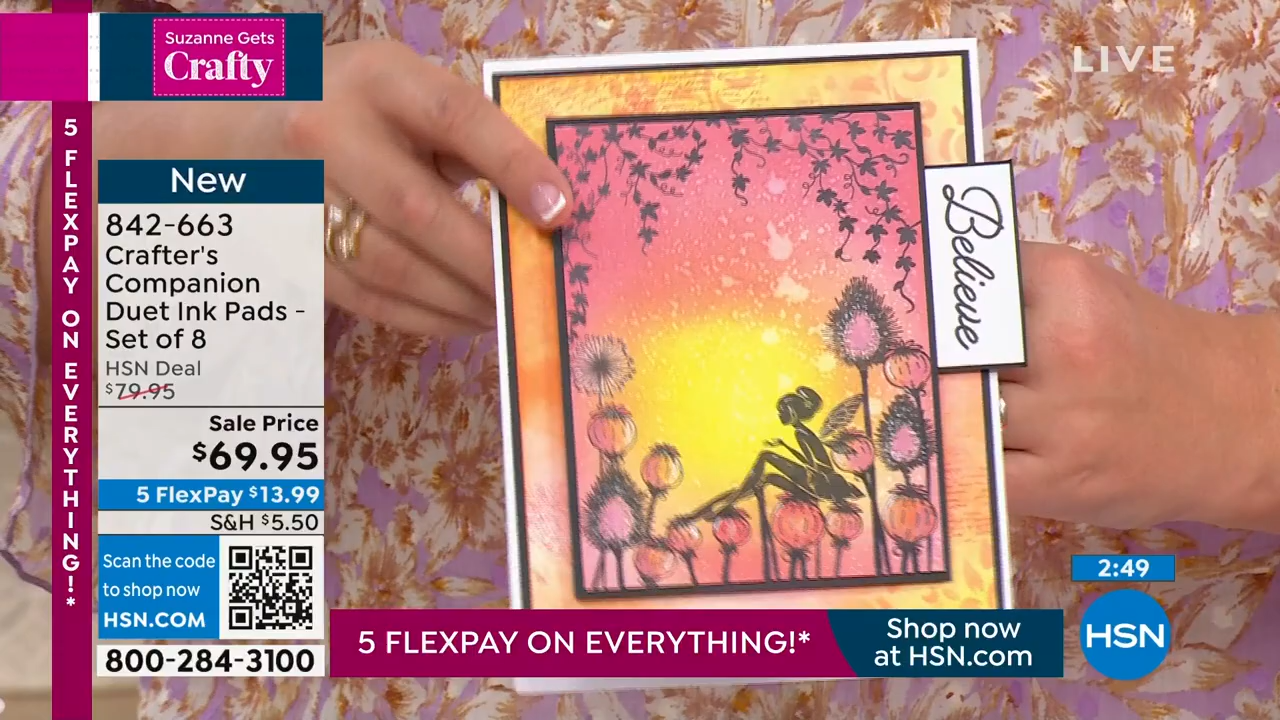 Suzanne Gets
Crafty
5 FLEXPAY ON EVERYTHING!*
New
842-663
Crafter's
Companion
Duet Ink Pads -
Set of 8
HSN Deal
$79.95
Sale Price
$69.95
5 FlexPay $13.99
S&H $5.50
Scan the code
to shop now
HSN.COM
800-284-3100
LIVE
Believe
2:49
HSN
5 FLEXPAY ON EVERYTHING!*
Shop now
at HSN.com